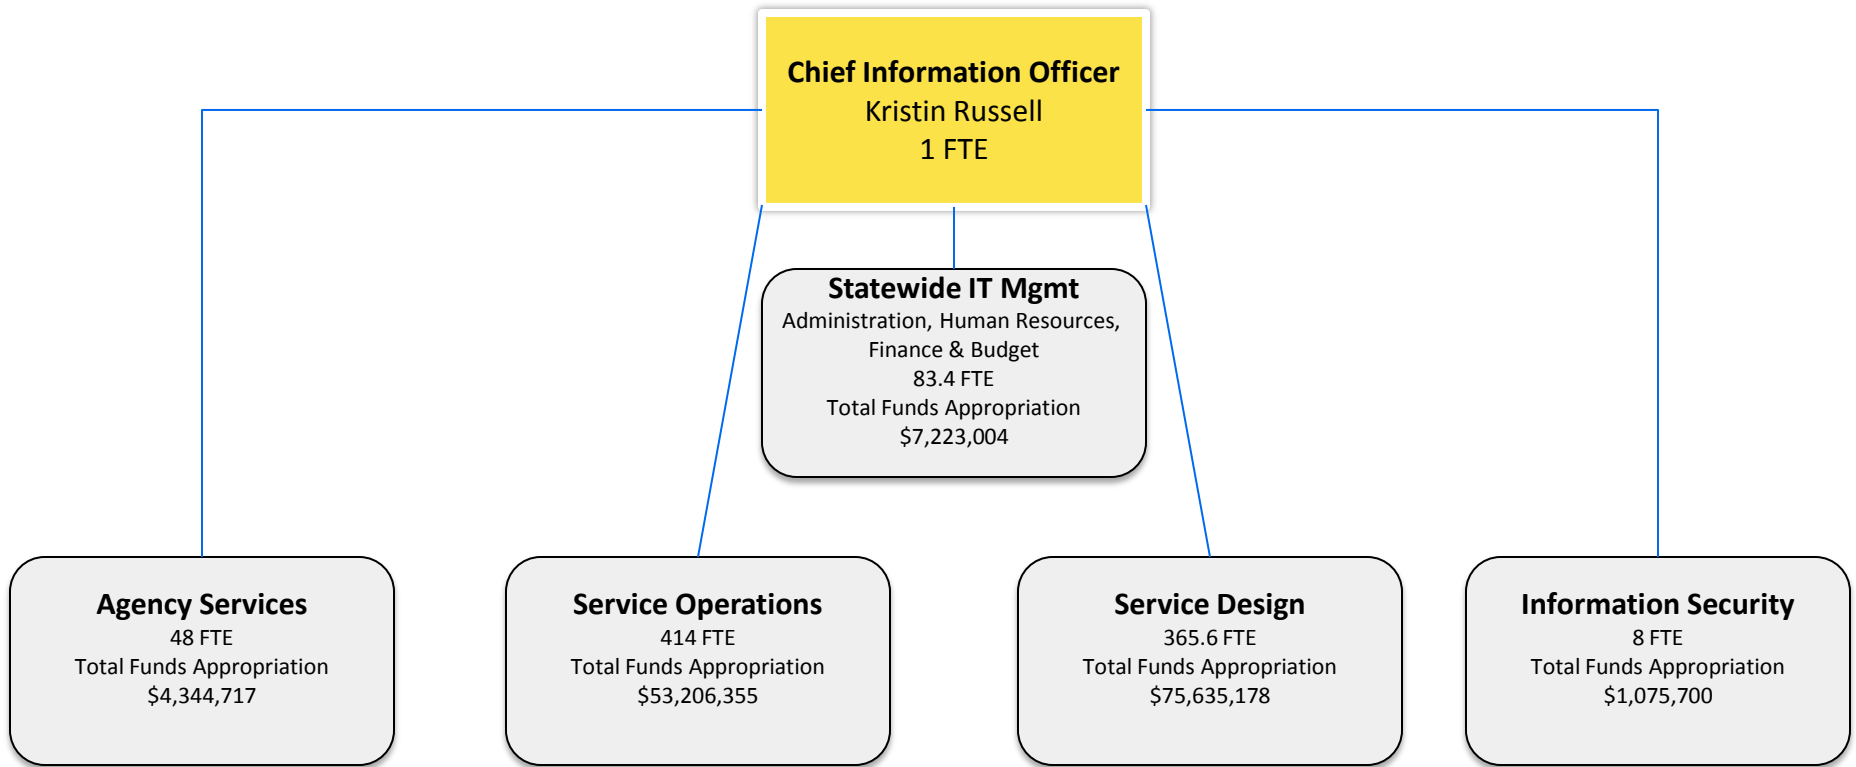 Chief Information Officer
Kristin Russell
1 FTE
Statewide IT Mgmt
Administration, Human Resources,
Finance & Budget
83.4 FTE
Total Funds Appropriation
$7,223,004
Agency Services
48 FTE
Total Funds Appropriation
$4,344,717
Service Operations
414 FTE
Total Funds Appropriation
$53,206,355
Service Design
365.6 FTE
Total Funds Appropriation
$75,635,178
Information Security
8 FTE
Total Funds Appropriation
$1,075,700